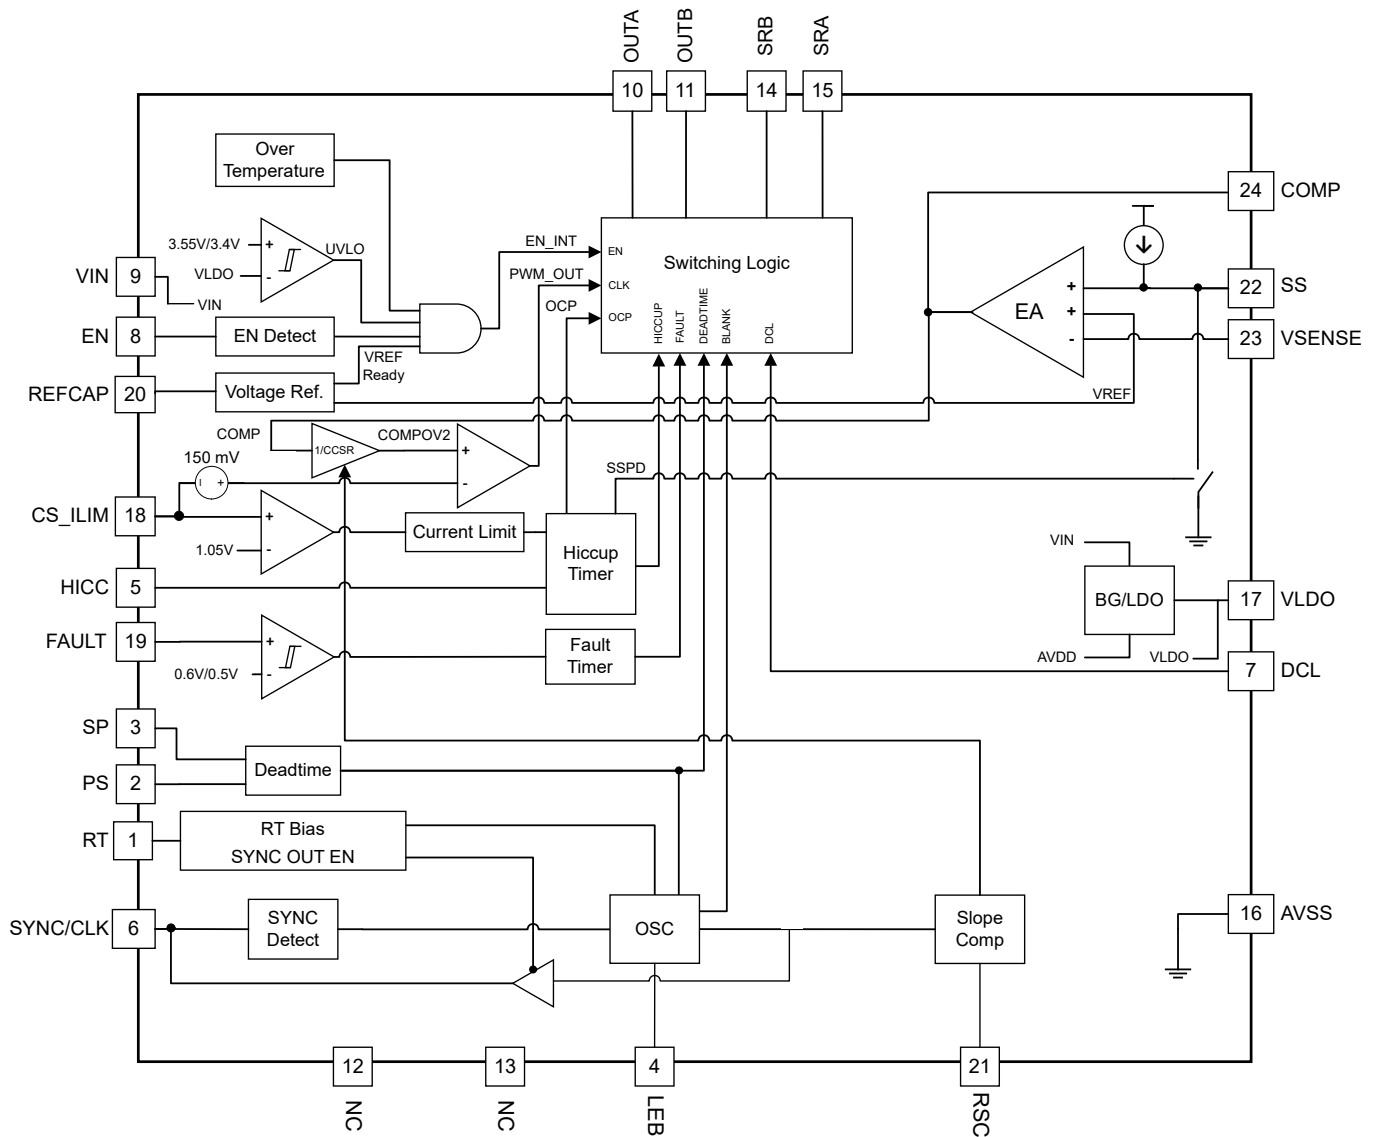 OUTA
OUTB
SRB
SRA
10
11
14
15
Over
Temperature
24
COMP
3.55V/3.4V
+
UVLO
VLDO
-
VIN
9
VIN
EN_INT
EN
Switching Logic
PWM_OUT
CLK
OCP
OCP
HICCUP
FAULT
DEADTIME
BLANK
DCL
EA
+
+
-
22
SS
23
VSENSE
EN
8
EN Detect
VREF
Ready
REFCAP
20
Voltage Ref.
VREF
COMP
1/CCSR
COMPOV2
+
-
150 mV
+
SSPD
CS_ILIM
18
+
1.05V
-
Current Limit
Hiccup
Timer
VIN
HICC
5
BG/LDO
17
VLDO
FAULT
19
+
0.6V/0.5V
-
Fault
Timer
AVDD
VLDO
7
DCL
SP
3
Deadtime
PS
2
RT
1
RT Bias
SYNC OUT EN
SYNC/CLK
6
SYNC
Detect
OSC
Slope
Comp
16
AVSS
12
13
4
21
NC
NC
LEB
RSC